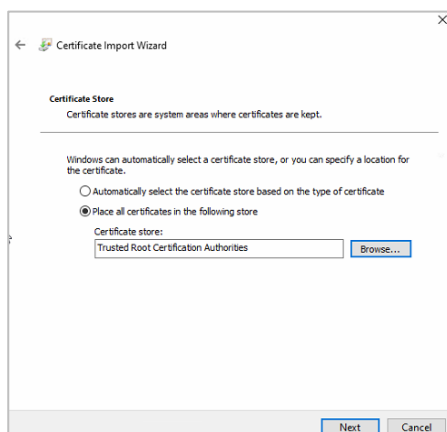 Certificate Import Wizard
Certificate Store
Certificate stores are system areas where certificates are kept.
Windows can automatically select a certificate store, or you can specify a location for
the certificate.
Automatically select the certificate store based on the type of certificate
Place all certificates in the following store
Certificate store:
Trusted Root Certification Authorities
Browse...
Next
Cancel